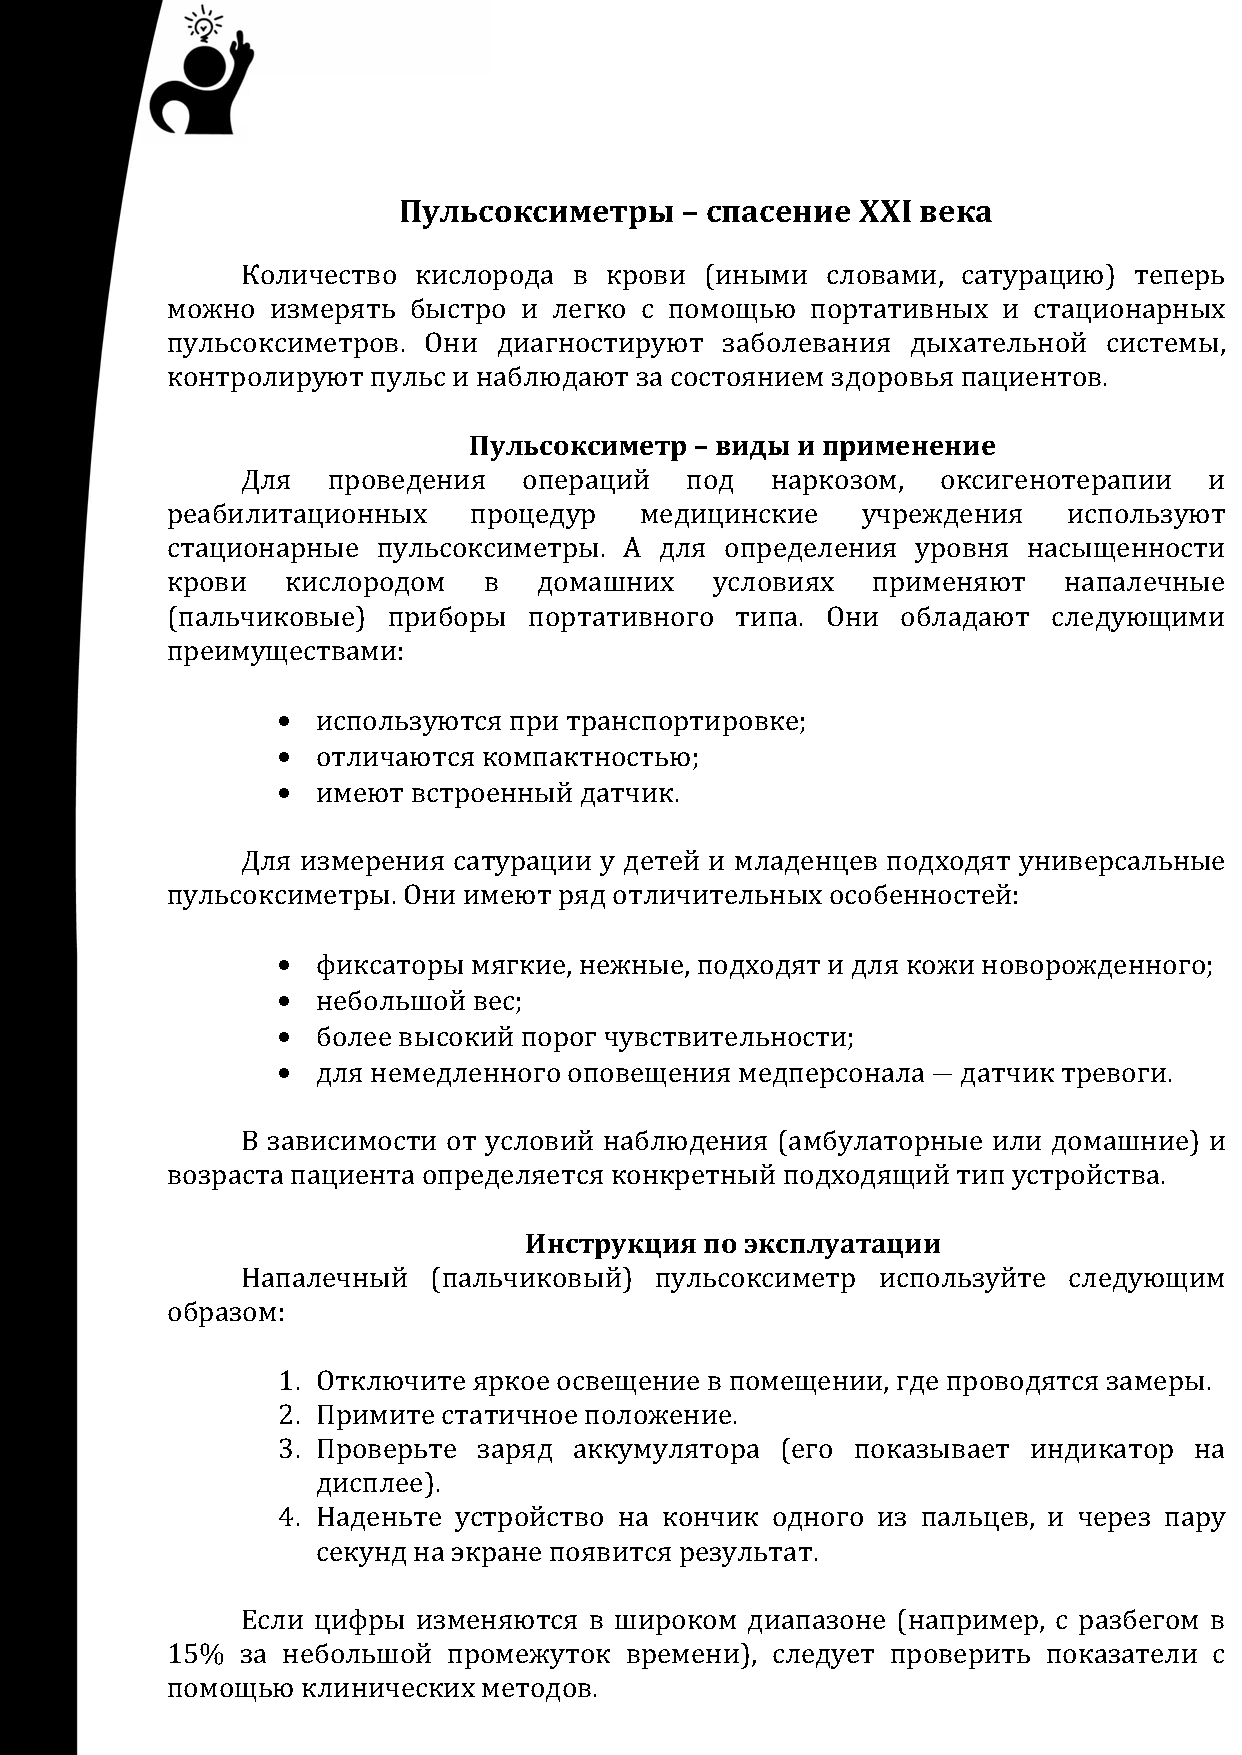 Пульсоксиметры – спасение XXI века
Количество кислорода в крови (иными словами, сатурацию) теперь
можно измерять быстро и легко с помощью портативных и стационарных
пульсоксиметров. Они диагностируют заболевания дыхательной системы,
контролируют пульс и наблюдают за состоянием здоровья пациентов.
Пульсоксиметр – виды и применение
Для проведения операций под наркозом, оксигенотерапии и
реабилитационных процедур медицинские учреждения используют
стационарные пульсоксиметры. А для определения уровня насыщенности
крови кислородом в домашних условиях применяют напалечные
(пальчиковые) приборы портативного типа. Они обладают следующими
преимуществами:
• используются при транспортировке;
• отличаются компактностью;
• имеют встроенный датчик.
Для измерения сатурации у детей и младенцев подходят универсальные
пульсоксиметры. Они имеют ряд отличительных особенностей:
• фиксаторы мягкие, нежные, подходят и для кожи новорожденного;
• небольшой вес;
• более высокий порог чувствительности;
• для немедленного оповещения медперсонала — датчик тревоги.
В зависимости от условий наблюдения (амбулаторные или домашние) и
возраста пациента определяется конкретный подходящий тип устройства.
Инструкция по эксплуатации
Напалечный (пальчиковый) пульсоксиметр используйте следующим
образом:
1. Отключите яркое освещение в помещении, где проводятся замеры.
2. Примите статичное положение.
3. Проверьте заряд аккумулятора (его показывает индикатор на
дисплее).
4. Наденьте устройство на кончик одного из пальцев, и через пару
секунд на экране появится результат.
Если цифры изменяются в широком диапазоне (например, с разбегом в
15% за небольшой промежуток времени), следует проверить показатели с
помощью клинических методов.